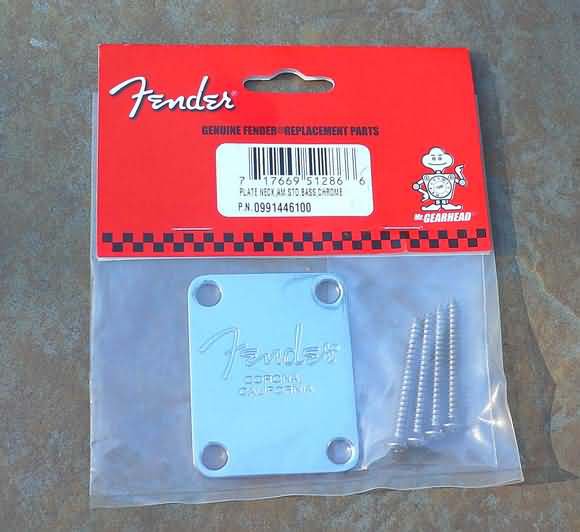 Fender®
GENUINE FENDER® REPLACEMENT PARTS
7 17669 51286 6
PLATE NECK,AM STD.BASS,CHROME
P.N. 0991446100
Mr. GEARHEAD™
Fender
CORONA,
CALIFORNIA